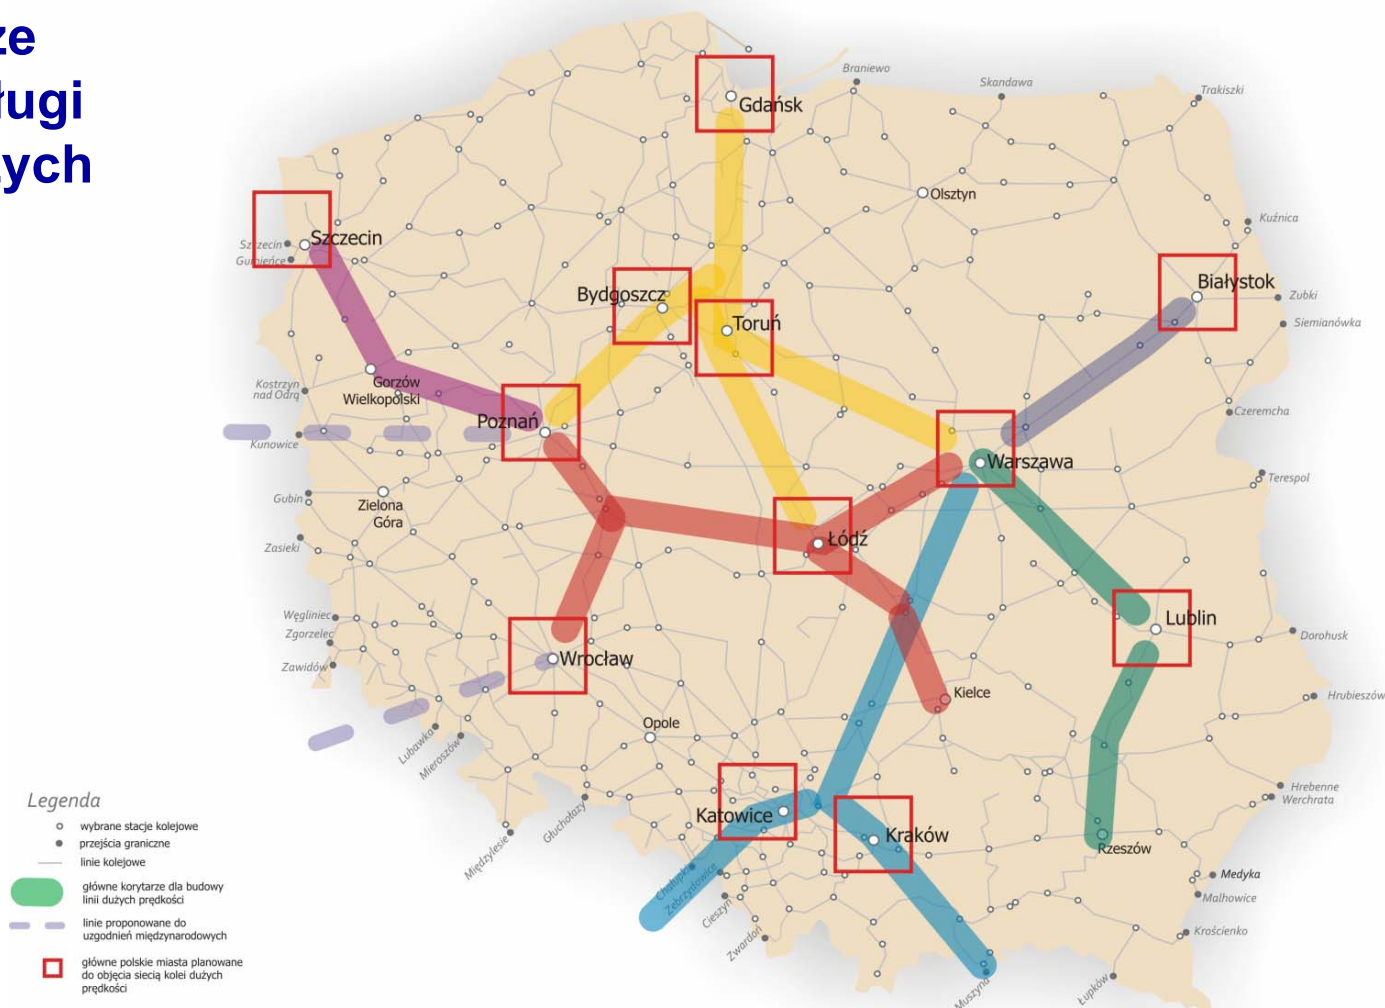 ze
ługi
ych
Gdańsk
Braniewo
Skandawa
Trakiszki
Olsztyn
Kuźnica
Szczecin
Szczecin
Gumieńce
Białystok
Zubki
Siemianówka
Bydgoszcz
Toruń
Gorzów
Wielkopolski
Kostrzyn
nad Odrą
Czeremcha
Poznań
Kunowice
Warszawa
Terespol
Gubin
Zielona
Góra
Zasieki
Łódź
Węgliniec
Zgorzelec
Zawidów
Lublin
Dorohusk
Wrocław
Kielce
Hrubieszów
Opole
Lubawka
Mieroszów
Hrebenne
Werchrata
Głuchołazy
Międzylesie
Katowice
Kraków
Rzeszów
Chałupki
Zebrzydowice
Cieszyn
Zwardoń
Medyka
Malhowice
Krościenko
Muszyna
Łupków
Legenda
wybrane stacje kolejowe
przejścia graniczne
linie kolejowe
główne korytarze dla budowy
linii dużych prędkości
linie proponowane do
uzgodnień międzynarodowych
główne polskie miasta planowane
do objęcia siecią kolei dużych
prędkości